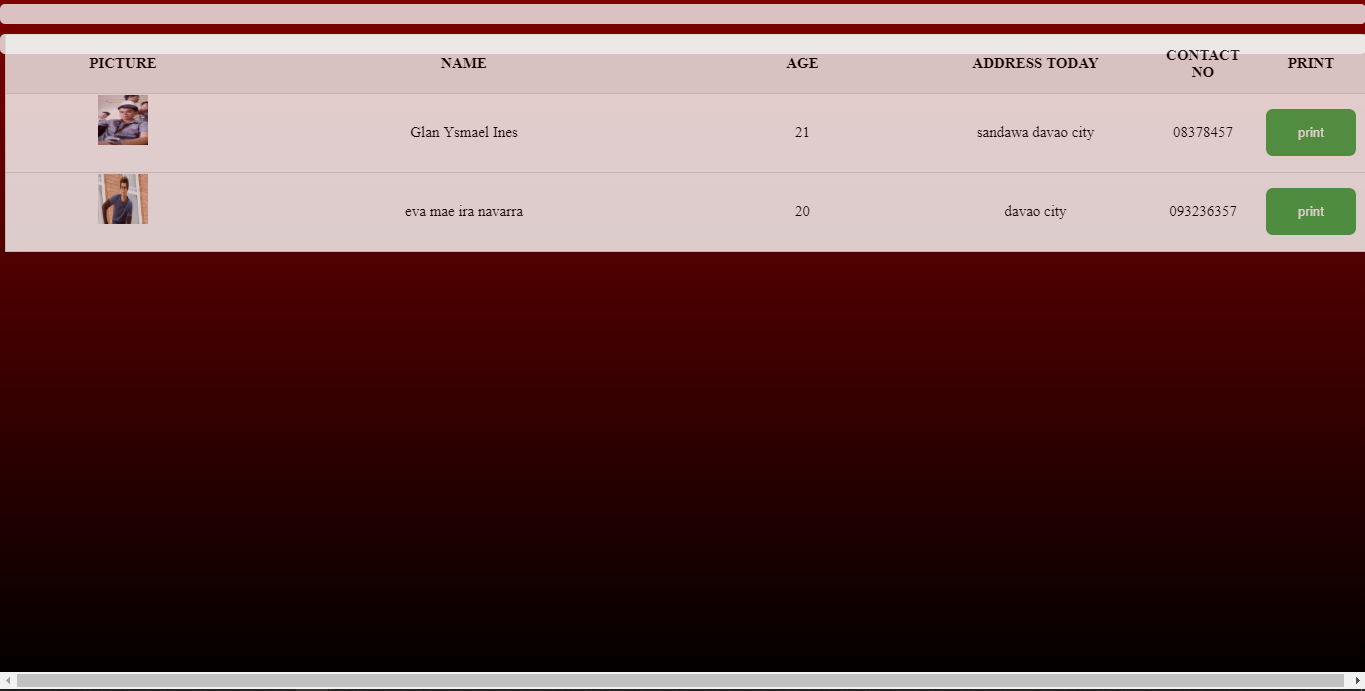 PICTURE NAME AGE ADDRESS TODAY CONTACT NO PRINT
Glan Ysmael Ines 21 sandawa davao city 08378457 print
eva mae ira navarra 20 davao city 093236357 print